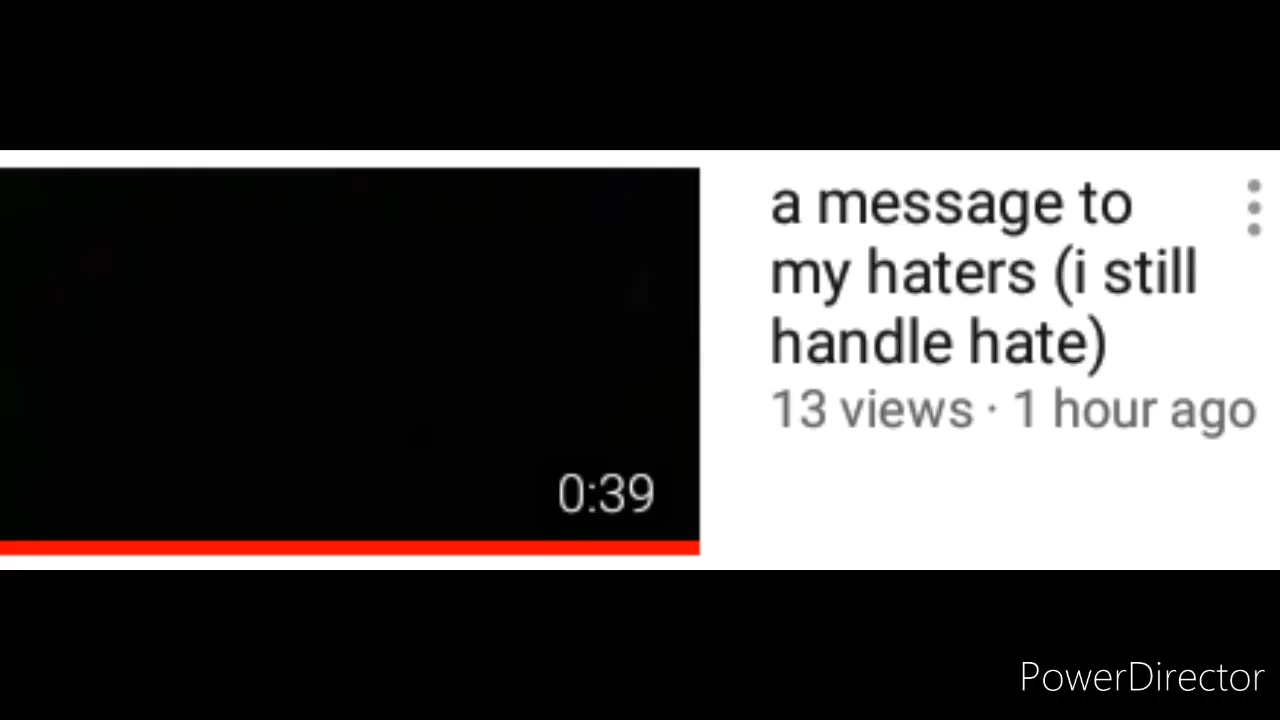 a message to
my haters (i still
handle hate)
13 views · 1 hour ago
0:39
PowerDirector